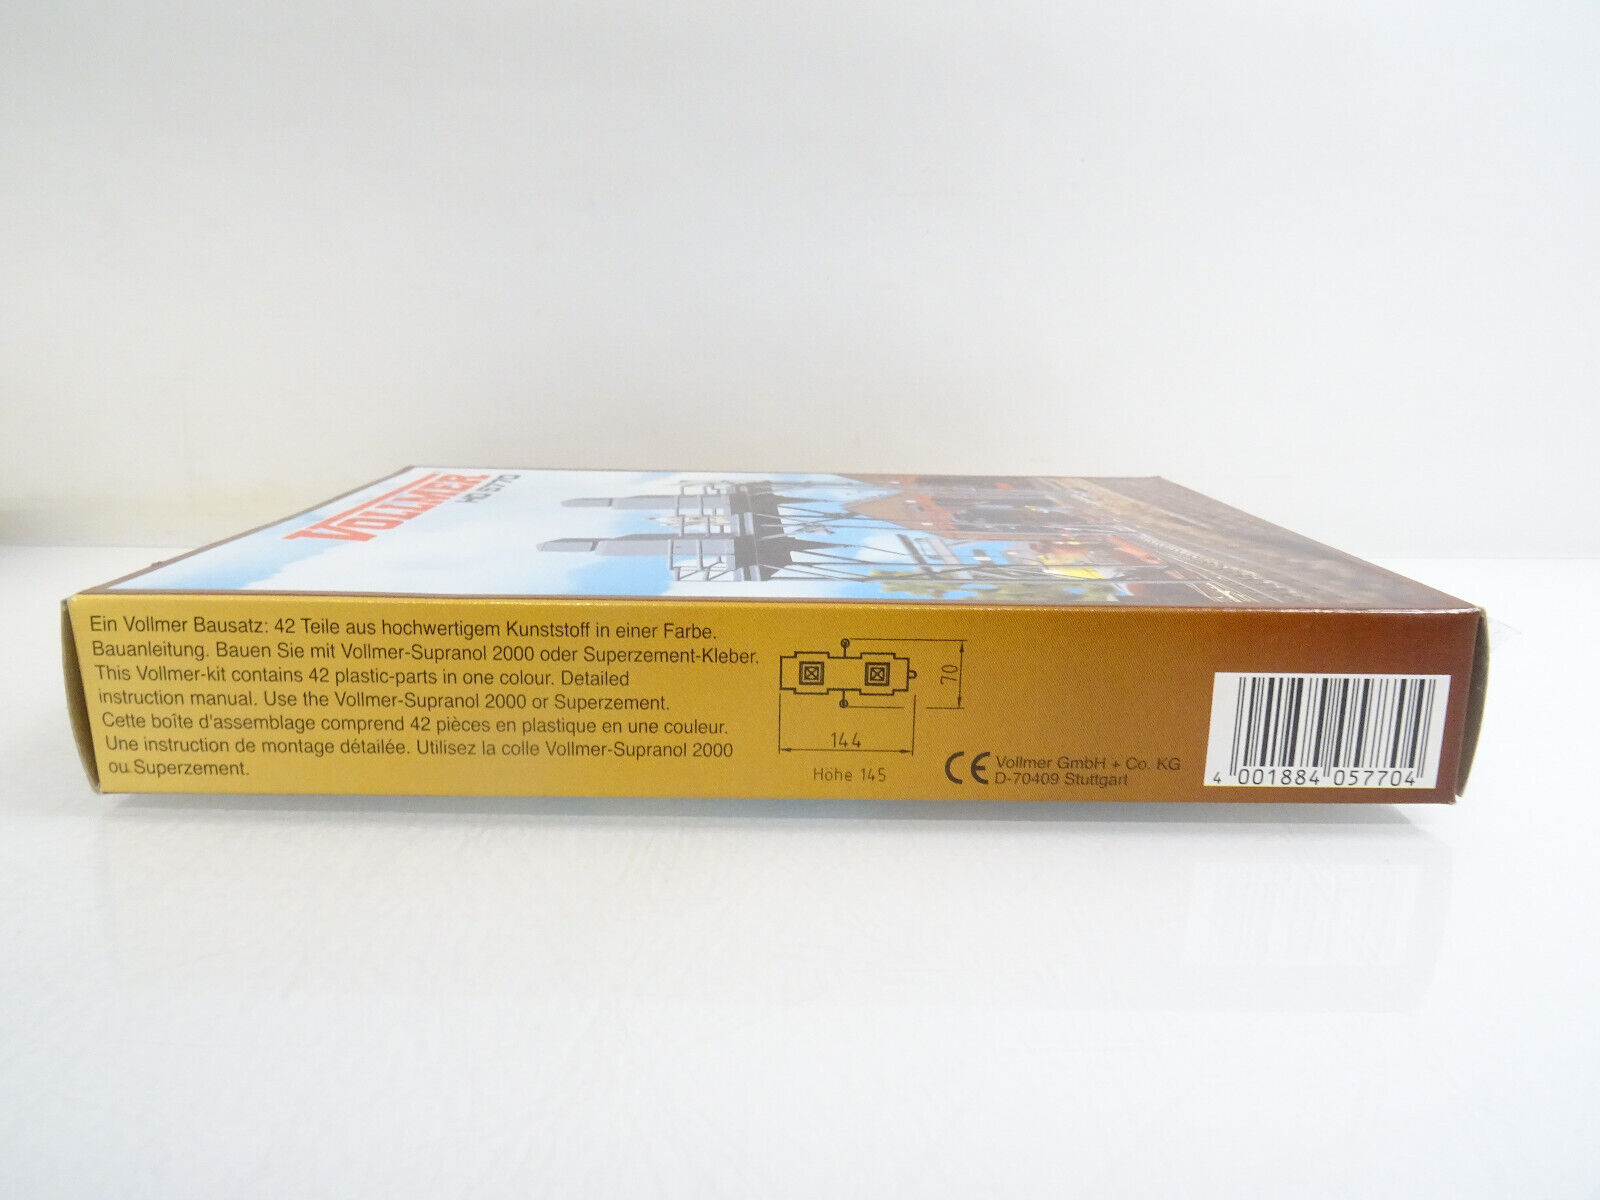 VOLLMER
HO 5770
Ein Vollmer Bausatz: 42 Teile aus hochwertigem Kunststoff in einer Farbe.
Bauanleitung. Bauen Sie mit Vollmer-Supranol 2000 oder Superzement-Kleber.
This Vollmer-kit contains 42 plastic-parts in one colour. Detailed
instruction manual. Use the Vollmer-Supranol 2000 or Superzement.
Cette boîte d'assemblage comprend 42 pièces en plastique en une couleur.
Une instruction de montage détailée. Utilisez la colle Vollmer-Supranol 2000
ou Superzement.
70
144
Höhe 145
CE Vollmer GmbH + Co. KG
D-70409 Stuttgart
4 001884 057704